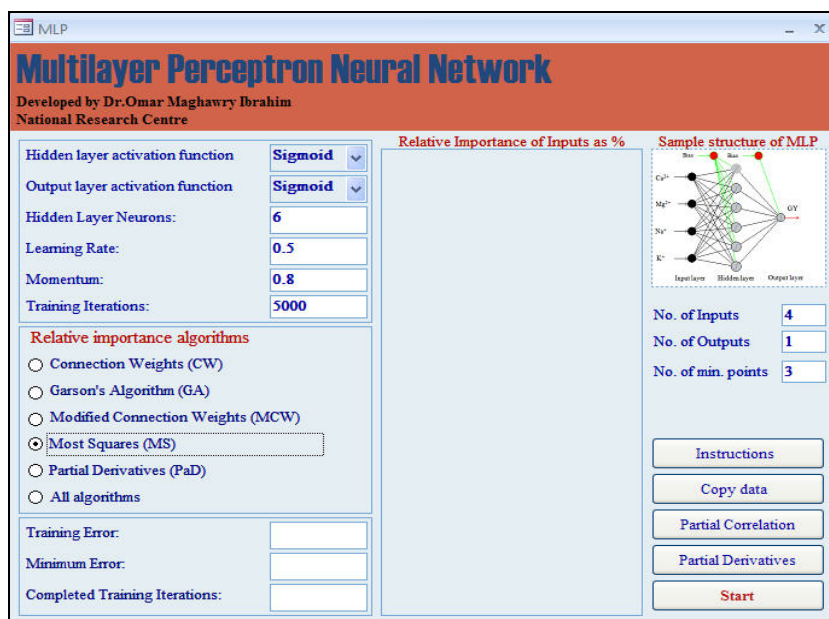 MLP
Multilayer Perceptron Neural Network
Developed by Dr.Omar Maghawry Ibrahim
National Research Centre
Hidden layer activation function Sigmoid
Output layer activation function Sigmoid
Hidden Layer Neurons: 6
Learning Rate: 0.5
Momentum: 0.8
Training Iterations: 5000
Relative importance algorithms
Connection Weights (CW)
Garson's Algorithm (GA)
Modified Connection Weights (MCW)
Most Squares (MS)
Partial Derivatives (PaD)
All algorithms
Training Error:
Minimum Error:
Completed Training Iterations:
Relative Importance of Inputs as %
Sample structure of MLP
Bias Bias
Ca²⁺
Mg²⁺
Na⁺
K⁺
GY
Input layer Hidden layer Output layer
No. of Inputs 4
No. of Outputs 1
No. of min. points 3
Instructions
Copy data
Partial Correlation
Partial Derivatives
Start